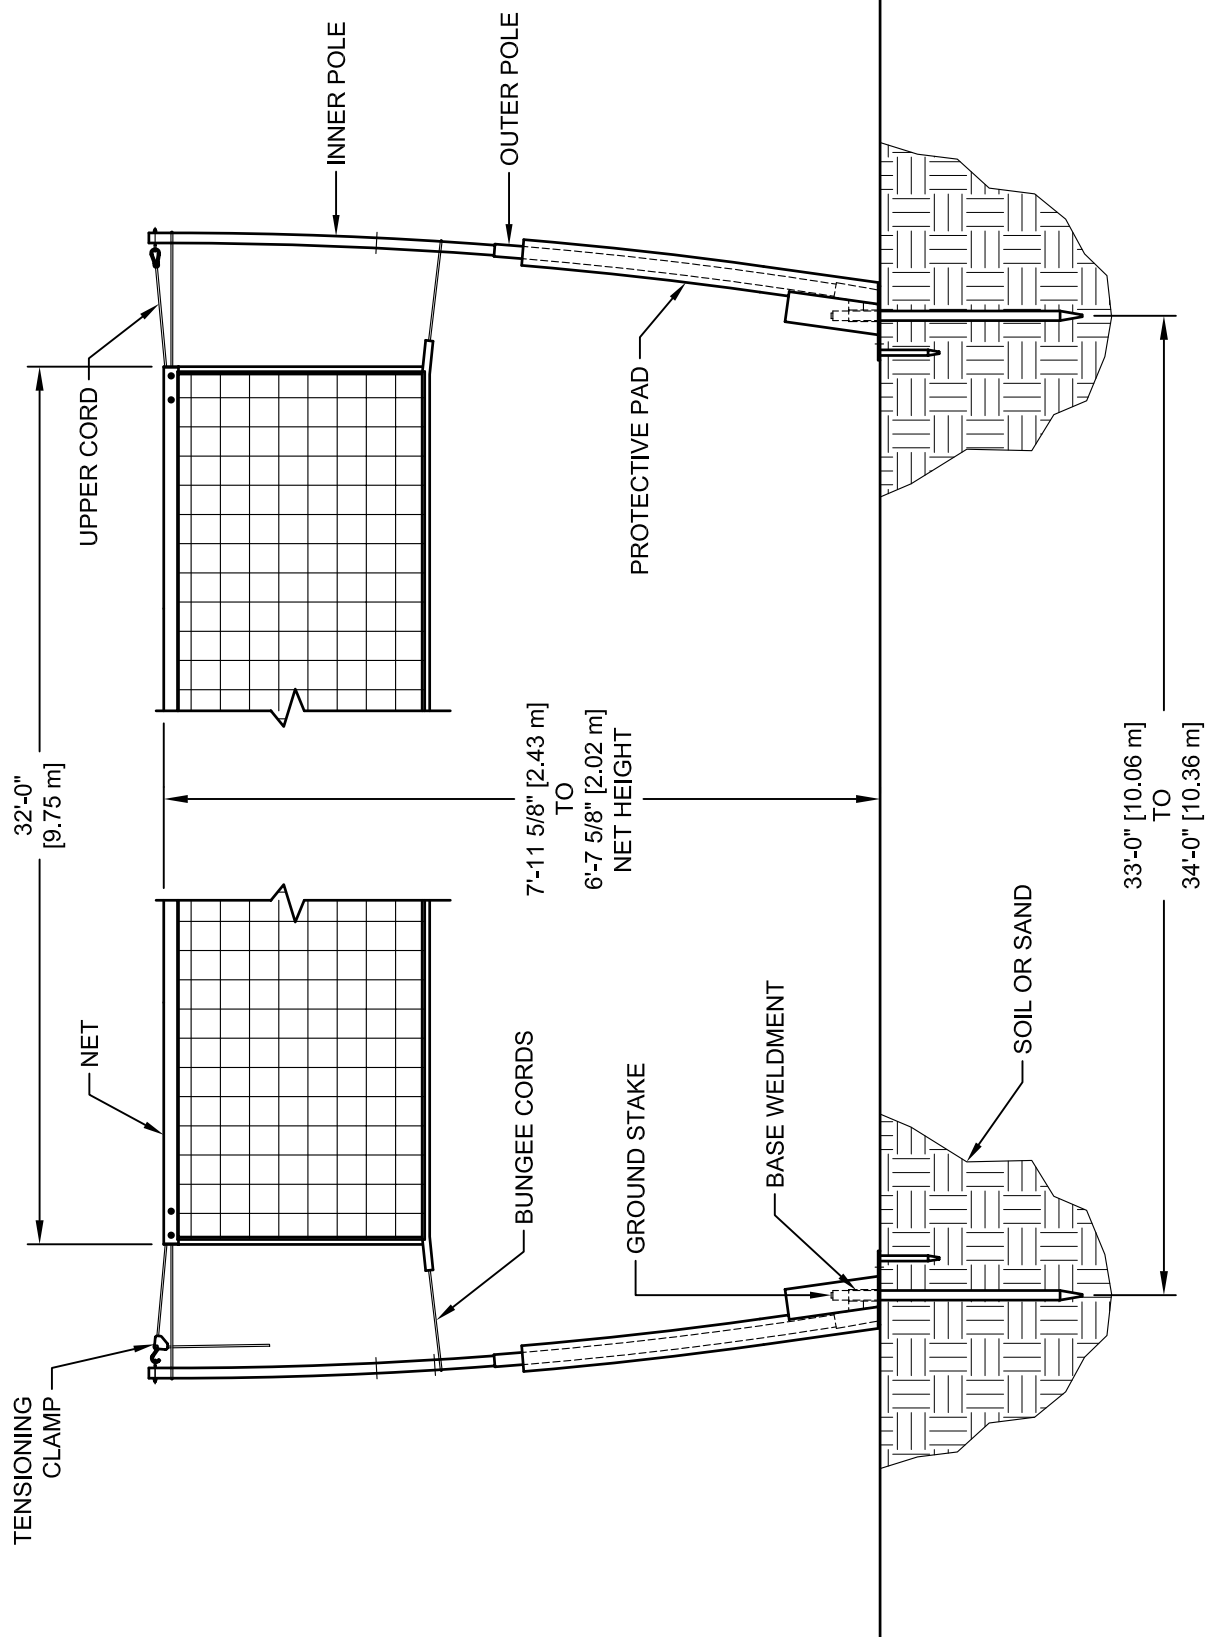 TENSIONING
CLAMP
NET
32'-0"
[9.75 m]
UPPER CORD
INNER POLE
OUTER POLE
BUNGEE CORDS
7'-11 5/8" [2.43 m]
TO
6'-7 5/8" [2.02 m]
NET HEIGHT
PROTECTIVE PAD
GROUND STAKE
BASE WELDMENT
SOIL OR SAND
33'-0" [10.06 m]
TO
34'-0" [10.36 m]